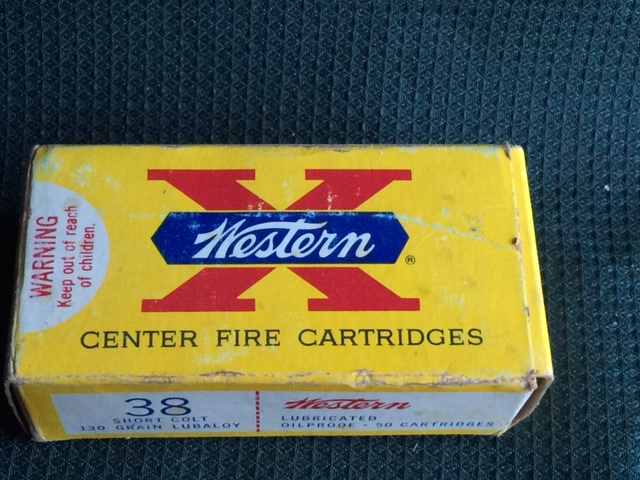 WARNING
Keep out of reach
of children.
X
Western
®
CENTER FIRE CARTRIDGES
38
SHORT COLT
130 GRAIN LUBALOY
Western
LUBRICATED
OILPROOF - 50 CARTRIDGES